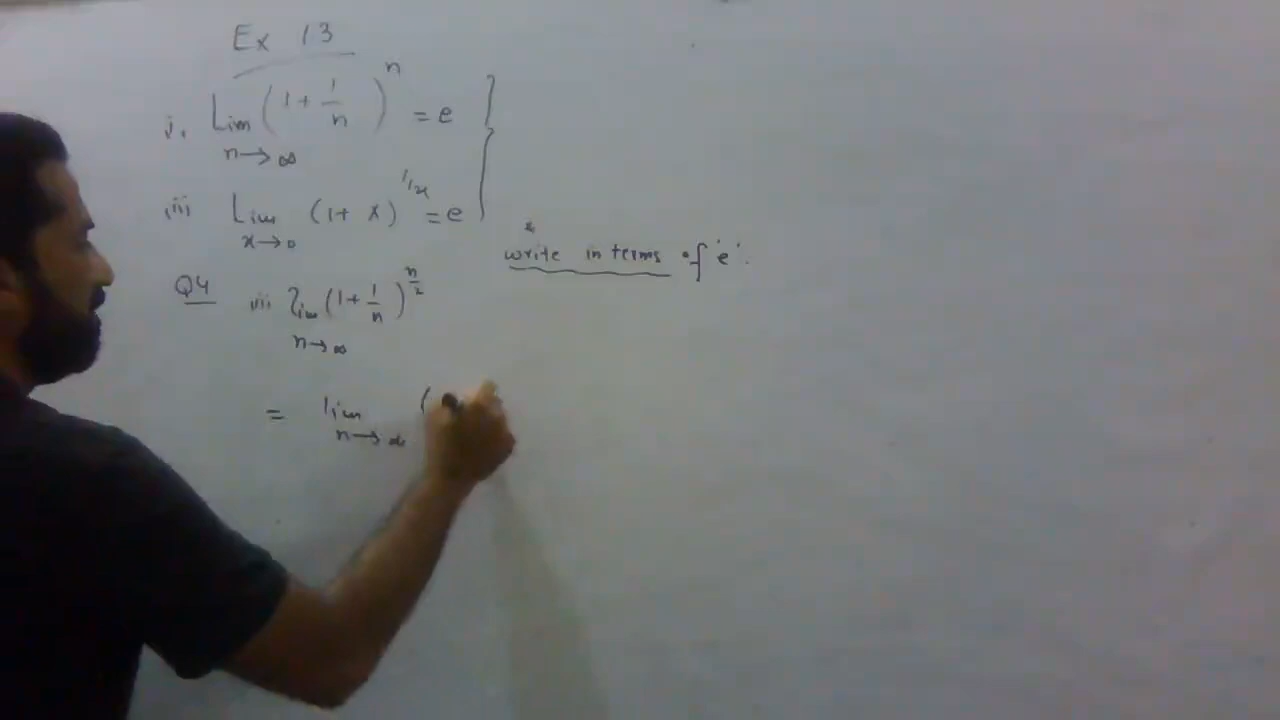 Ex 13
i. Lim (1 + 1/n)^n = e
n → ∞
iii Lim (1 + x)^1/x = e
x → 0
write in terms of 'e'.
Q4 iii Lim (1 + 1/n)^n/2
n → ∞
= lim (
n → ∞